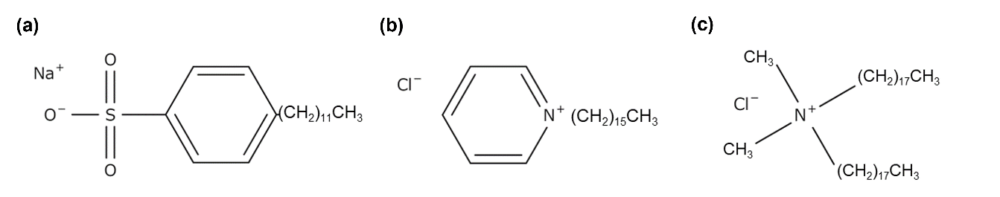 (a)
Na⁺
O
O⁻ S (CH₂)₁₁CH₃
O
(b)
Cl⁻
N⁺ (CH₂)₁₅CH₃
(c)
CH₃
(CH₂)₁₇CH₃
Cl⁻
N⁺
CH₃
(CH₂)₁₇CH₃